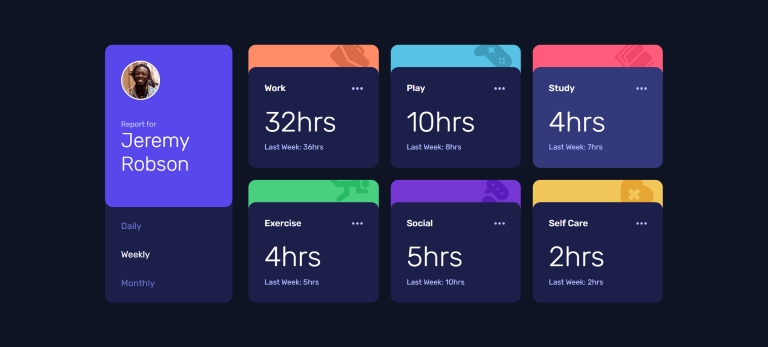 Report for
Jeremy
Robson
Daily
Weekly
Monthly
Work
32hrs
Last Week: 36hrs
Play
10hrs
Last Week: 8hrs
Study
4hrs
Last Week: 7hrs
Exercise
4hrs
Last Week: 5hrs
Social
5hrs
Last Week: 10hrs
Self Care
2hrs
Last Week: 2hrs